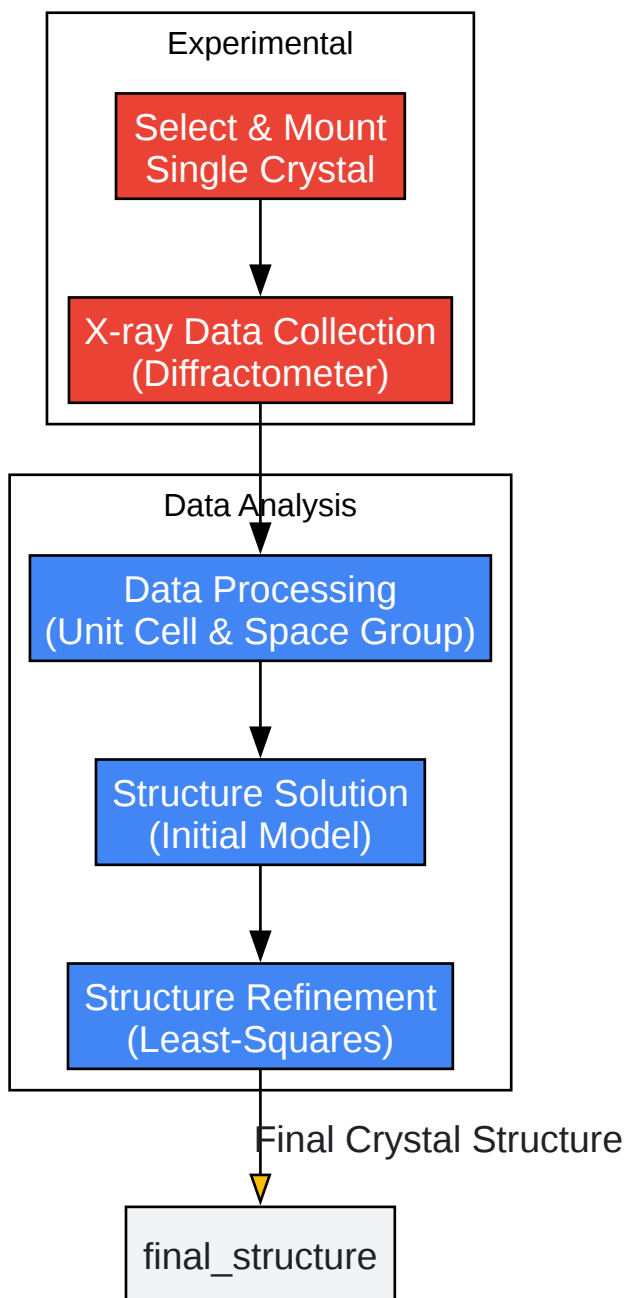 Experimental
Select & Mount
Single Crystal
X-ray Data Collection
(Diffractometer)
Data Analysis
Data Processing
(Unit Cell & Space Group)
Structure Solution
(Initial Model)
Structure Refinement
(Least-Squares)
Final Crystal Structure
final_structure